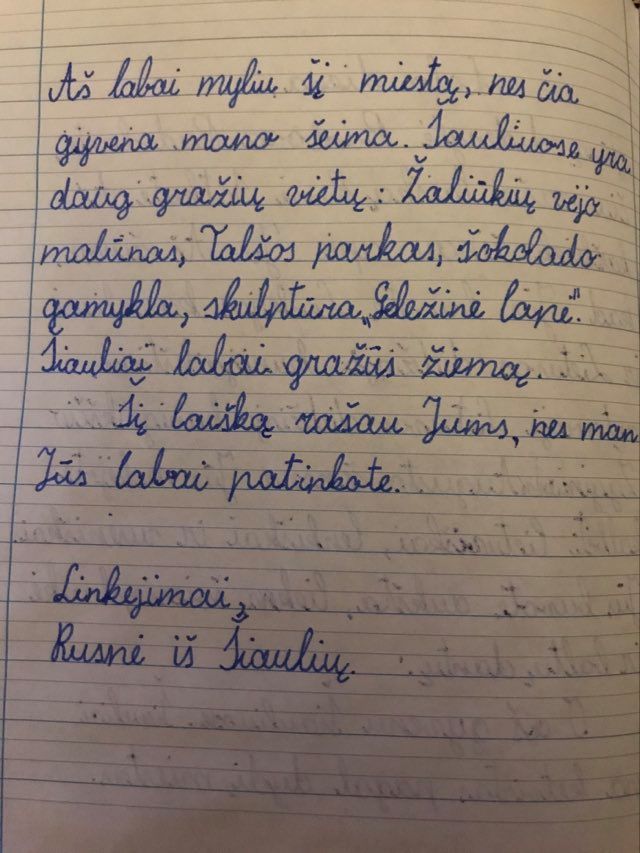 Aš labai myliu šį miestą, nes čia
gyvena mano šeima. Šiauliuose yra
daug gražių vietų: Žaliūkių vėjo
malūnas, Talšos parkas, šokolado
gamykla, skulptūra „Geležinė lapė".
Šiauliai labai gražūs žiemą.
Šį laišką rašau Jums, nes man
Jūs labai patinkate.
Linkėjimai,
Rusnė iš Šiaulių.